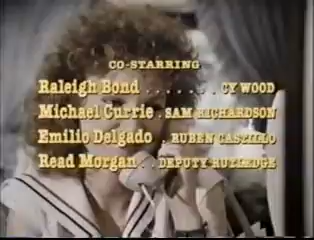 CO-STARRING
Raleigh Bond ....... CY WOOD
Michael Currie . SAM RICHARDSON
Emilio Delgado . RUBEN CASTILLO
Read Morgan .. DEPUTY RUTLEDGE